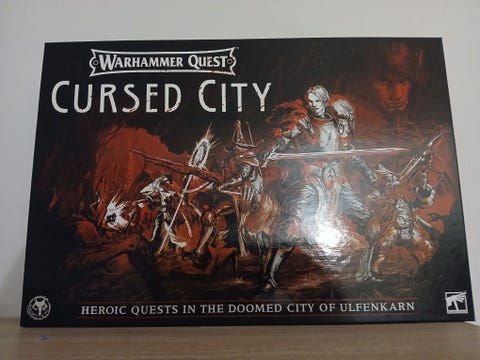 WARHAMMER QUEST
CURSED CITY
HEROIC QUESTS IN THE DOOMED CITY OF ULFENKARN